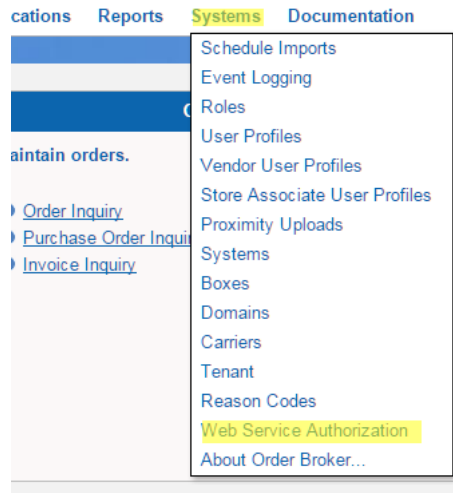 cations Reports Systems Documentation
Schedule Imports
Event Logging
Roles
User Profiles
aintain orders.
Vendor User Profiles
Store Associate User Profiles
Order Inquiry
Proximity Uploads
Purchase Order Inquir
Systems
Invoice Inquiry
Boxes
Domains
Carriers
Tenant
Reason Codes
Web Service Authorization
About Order Broker...